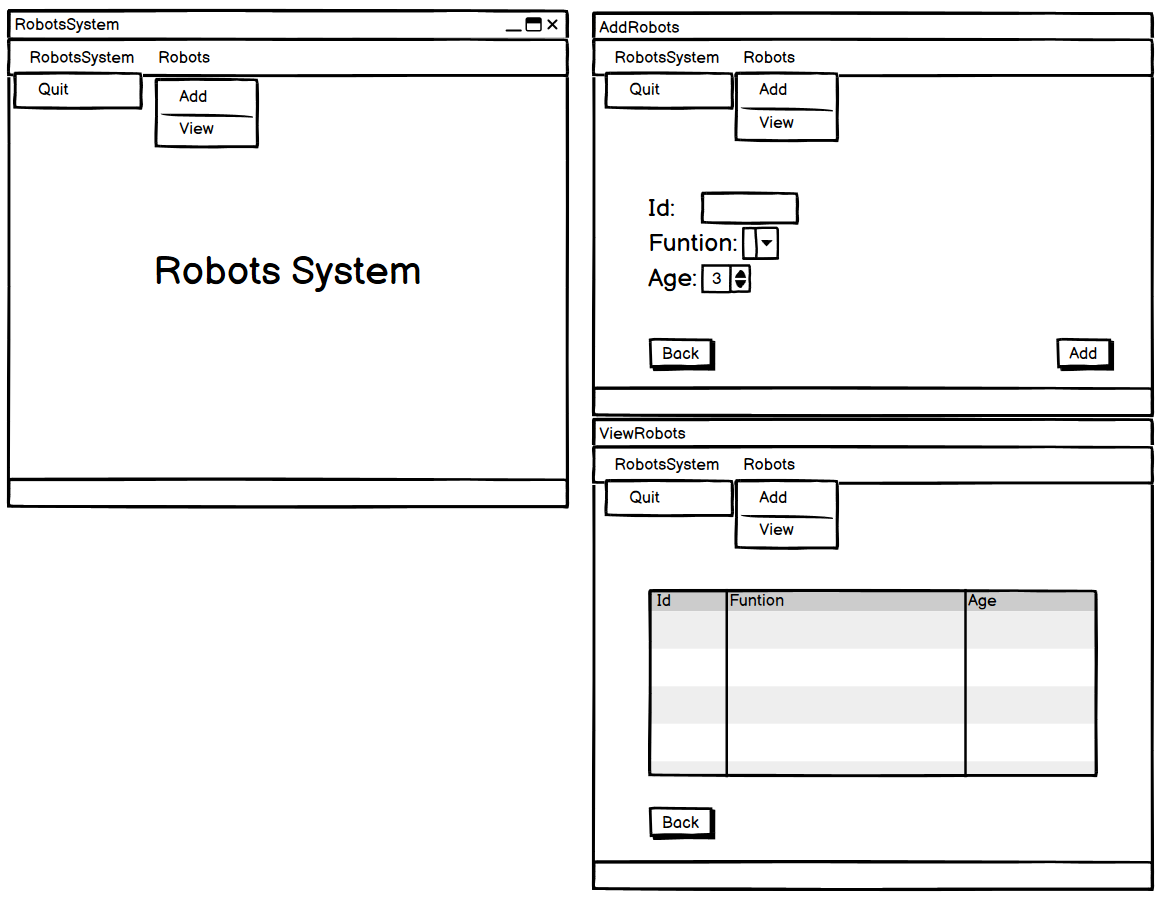 RobotsSystem
RobotsSystem Robots
Quit
Add
View
Robots System
AddRobots
RobotsSystem Robots
Quit
Add
View
Id:
Funtion:
Age: 3
Back
Add
ViewRobots
RobotsSystem Robots
Quit
Add
View
Id Funtion Age
Back